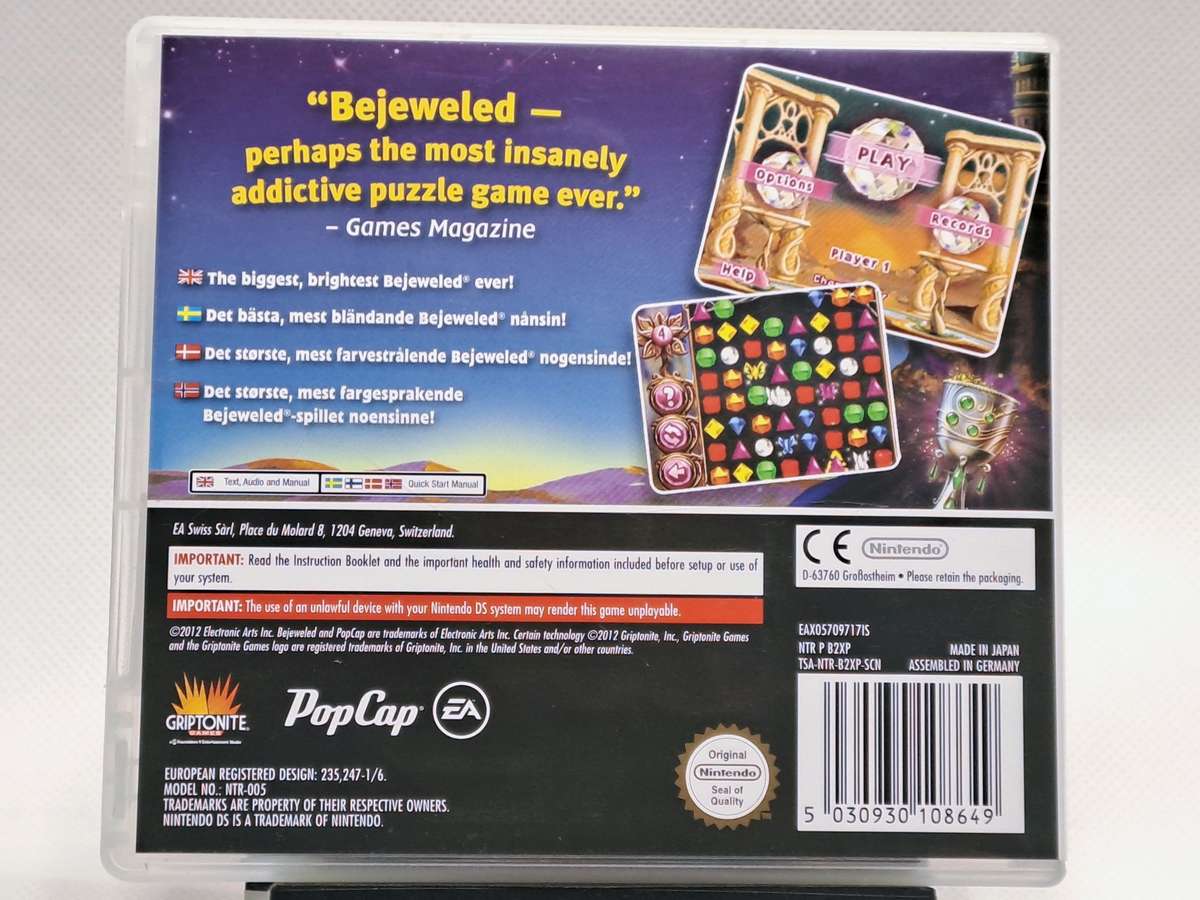 “Bejeweled —
perhaps the most insanely
addictive puzzle game ever.”
– Games Magazine
The biggest, brightest Bejeweled® ever!
Det bästa, mest bländande Bejeweled® nånsin!
Det største, mest farvestrålende Bejeweled® nogensinde!
Det største, mest fargesprakende
Bejeweled®-spillet noensinne!
PLAY
Options
Records
Player 1
Help
4
?
Text, Audio and Manual
Quick Start Manual
EA Swiss Sàrl, Place du Molard 8, 1204 Geneva, Switzerland.
IMPORTANT: Read the Instruction Booklet and the important health and safety information included before setup or use of
your system.
IMPORTANT: The use of an unlawful device with your Nintendo DS system may render this game unplayable.
©2012 Electronic Arts Inc. Bejeweled and PopCap are trademarks of Electronic Arts Inc. Certain technology ©2012 Griptonite, Inc., Griptonite Games
and the Griptonite Games logo are registered trademarks of Griptonite, Inc. in the United States and/or other countries.
CE Nintendo®
D-63760 Großostheim • Please retain the packaging.
EAX05709717IS
NTR P B2XP
MADE IN JAPAN
TSA-NTR-B2XP-SCN
ASSEMBLED IN GERMANY
GRIPTONITE
GAMES
PopCap
EA
Original
Nintendo
Seal of
Quality
EUROPEAN REGISTERED DESIGN: 235,247-1/6.
MODEL NO.: NTR-005
TRADEMARKS ARE PROPERTY OF THEIR RESPECTIVE OWNERS.
NINTENDO DS IS A TRADEMARK OF NINTENDO.
5 030930 108649